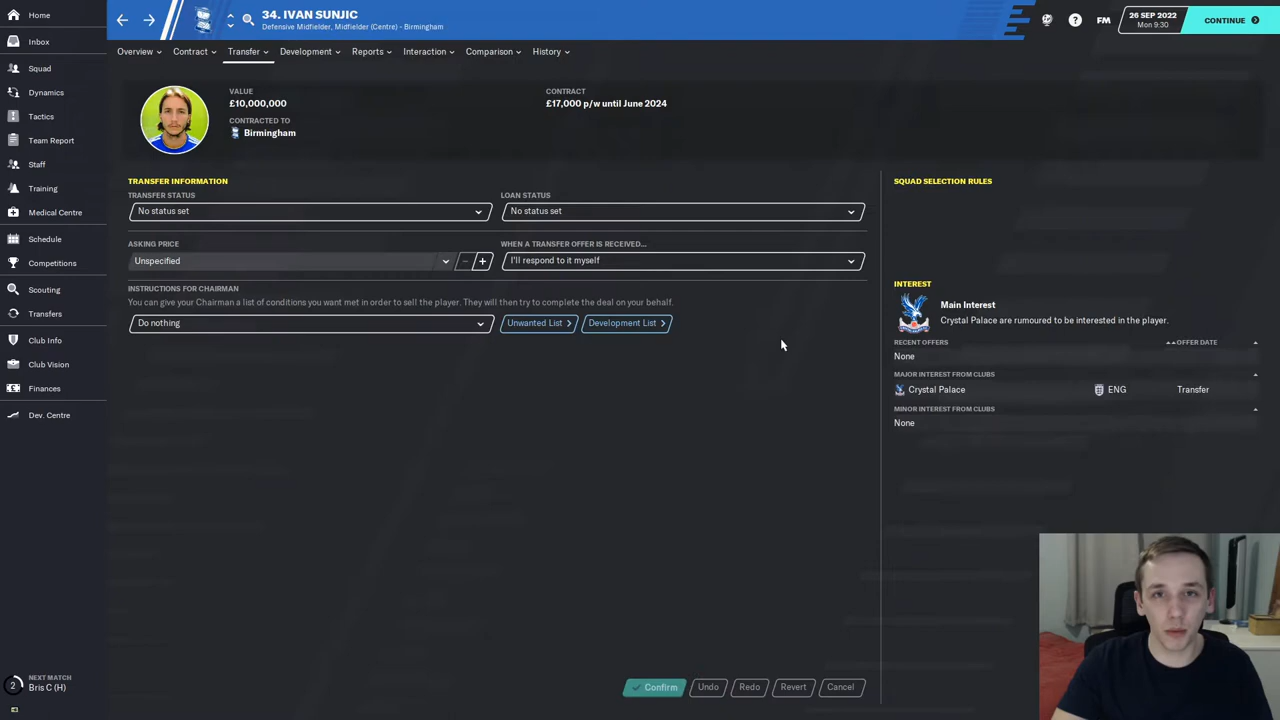 34. IVAN SUNJIC
Defensive Midfielder, Midfielder (Centre) - Birmingham
FM
26 SEP 2022
Mon 9:30
CONTINUE
Home
Inbox
Squad
Dynamics
Tactics
Team Report
Staff
Training
Medical Centre
Schedule
Competitions
Scouting
Transfers
Club Info
Club Vision
Finances
Dev. Centre
NEXT MATCH
2 Bris C (H)
Overview Contract Transfer Development Reports Interaction Comparison History
VALUE
£10,000,000
CONTRACTED TO
Birmingham
CONTRACT
£17,000 p/w until June 2024
TRANSFER INFORMATION
TRANSFER STATUS
No status set
LOAN STATUS
No status set
ASKING PRICE
Unspecified
WHEN A TRANSFER OFFER IS RECEIVED...
I'll respond to it myself
INSTRUCTIONS FOR CHAIRMAN
You can give your Chairman a list of conditions you want met in order to sell the player. They will then try to complete the deal on your behalf.
Do nothing
Unwanted List
Development List
SQUAD SELECTION RULES
INTEREST
Main Interest
Crystal Palace are rumoured to be interested in the player.
RECENT OFFERS OFFER DATE
None
MAJOR INTEREST FROM CLUBS
Crystal Palace ENG Transfer
MINOR INTEREST FROM CLUBS
None
Confirm Undo Redo Revert Cancel